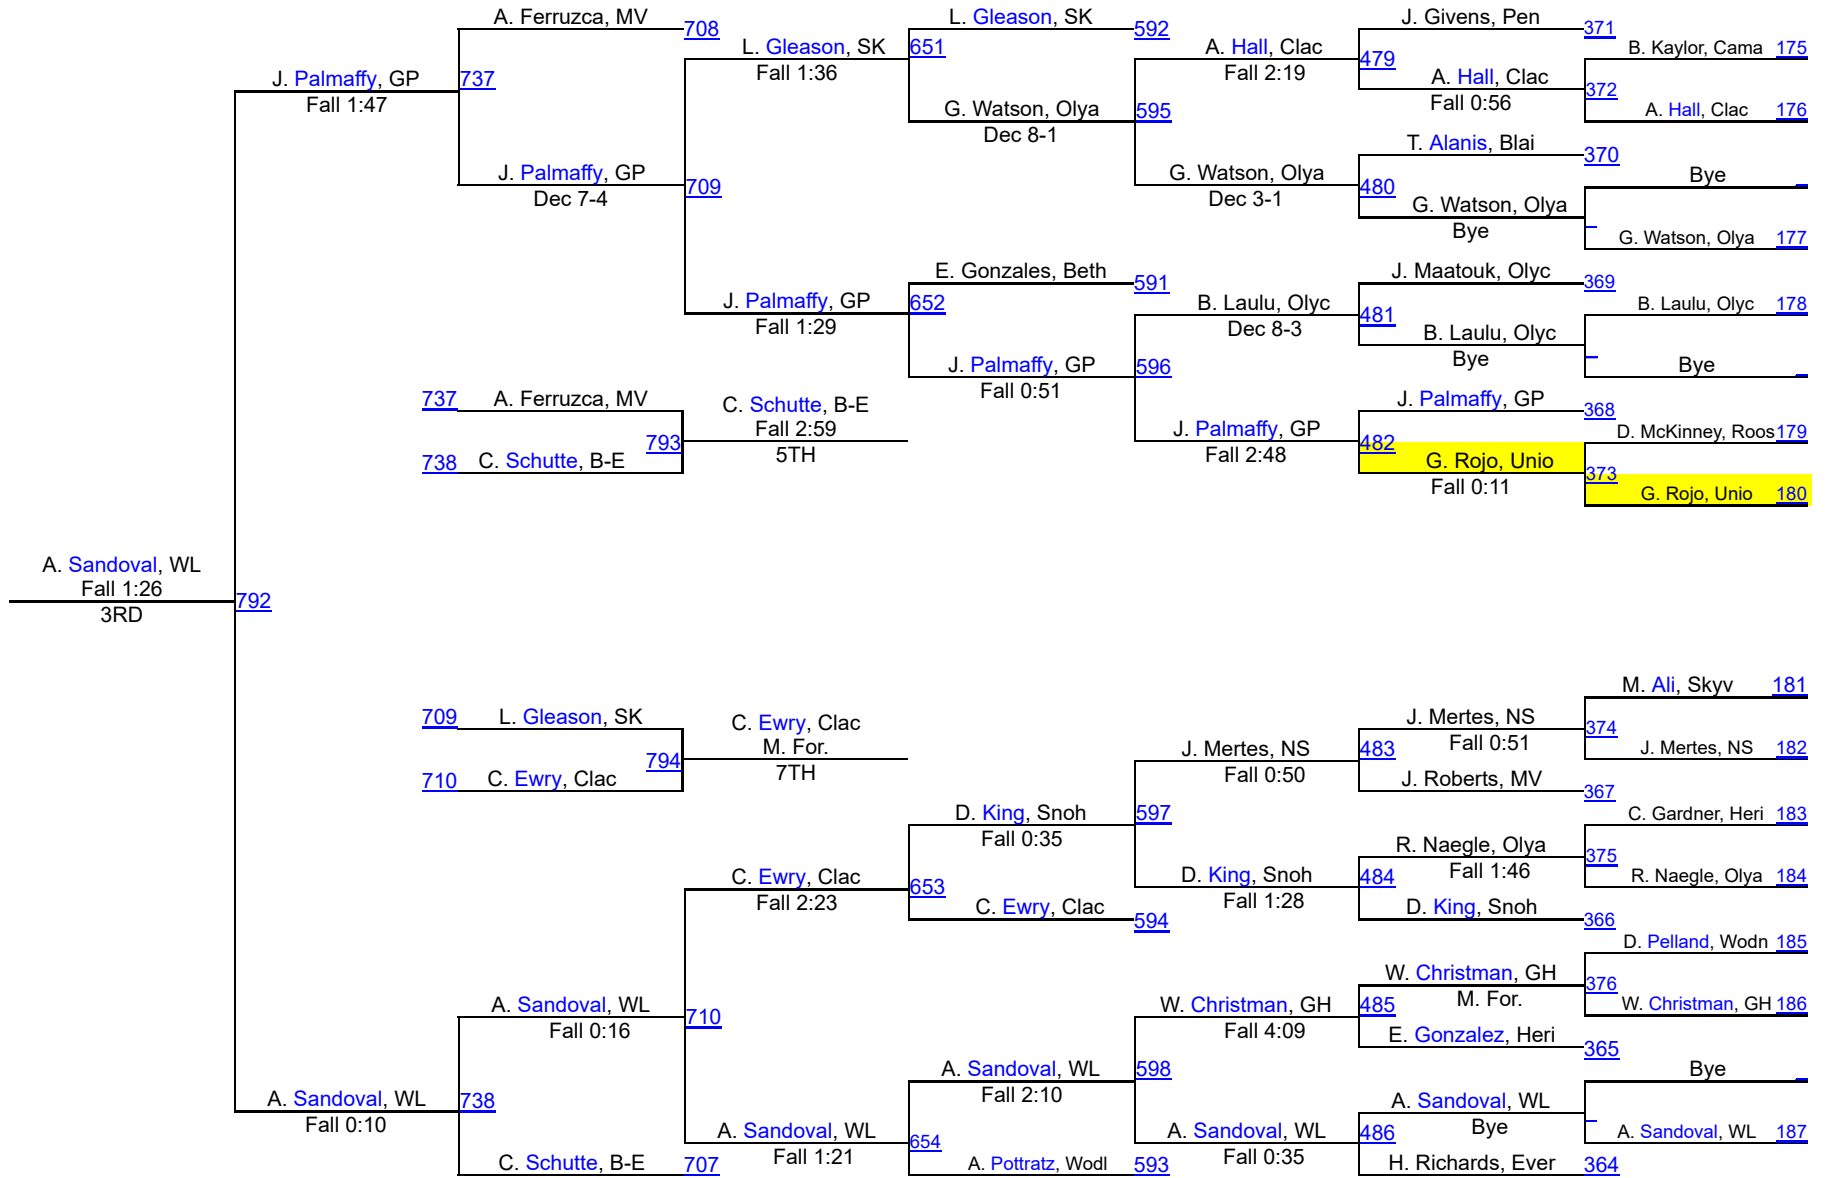 A. Ferruzca, MV
708
L. Gleason, SK
592
J. Givens, Pen
371
L. Gleason, SK
651
A. Hall, Clac
B. Kaylor, Cama 175
Fall 1:36
Fall 2:19
479
J. Palmaffy, GP
737
A. Hall, Clac
372
Fall 1:47
Fall 0:56
G. Watson, Olya
595
A. Hall, Clac 176
Dec 8-1
T. Alanis, Blai
370
J. Palmaffy, GP
709
G. Watson, Olya
480
Bye
Dec 7-4
Dec 3-1
G. Watson, Olya
Bye
G. Watson, Olya 177
E. Gonzales, Beth
591
J. Maatouk, Olyc
369
J. Palmaffy, GP
652
B. Laulu, Olyc
481
B. Laulu, Olyc 178
Fall 1:29
Dec 8-3
B. Laulu, Olyc
Bye
J. Palmaffy, GP
596
Bye
Fall 0:51
737 A. Ferruzca, MV
C. Schutte, B-E
J. Palmaffy, GP
368
Fall 2:59
J. Palmaffy, GP
482
D. McKinney, Roos 179
793
5TH
Fall 2:48
738 C. Schutte, B-E
G. Rojo, Unio
373
Fall 0:11
G. Rojo, Unio 180
A. Sandoval, WL
Fall 1:26
792
3RD
M. Ali, Skyv 181
709 L. Gleason, SK
C. Ewry, Clac
J. Mertes, NS
374
M. For.
J. Mertes, NS
483
Fall 0:51
J. Mertes, NS 182
794
7TH
Fall 0:50
710 C. Ewry, Clac
J. Roberts, MV
367
D. King, Snoh
597
C. Gardner, Heri 183
Fall 0:35
R. Naegle, Olya
375
C. Ewry, Clac
653
D. King, Snoh
484
Fall 1:46
R. Naegle, Olya 184
Fall 2:23
Fall 1:28
C. Ewry, Clac
594
D. King, Snoh
366
D. Pelland, Wodn 185
W. Christman, GH
376
A. Sandoval, WL
710
W. Christman, GH
485
M. For.
W. Christman, GH 186
Fall 0:16
Fall 4:09
E. Gonzalez, Heri
365
A. Sandoval, WL
598
Bye
Fall 2:10
A. Sandoval, WL
738
A. Sandoval, WL
Fall 0:10
Bye
A. Sandoval, WL
654
A. Sandoval, WL
486
A. Sandoval, WL 187
Fall 1:21
Fall 0:35
C. Schutte, B-E
707
A. Pottratz, Wodl
593
H. Richards, Ever
364
480